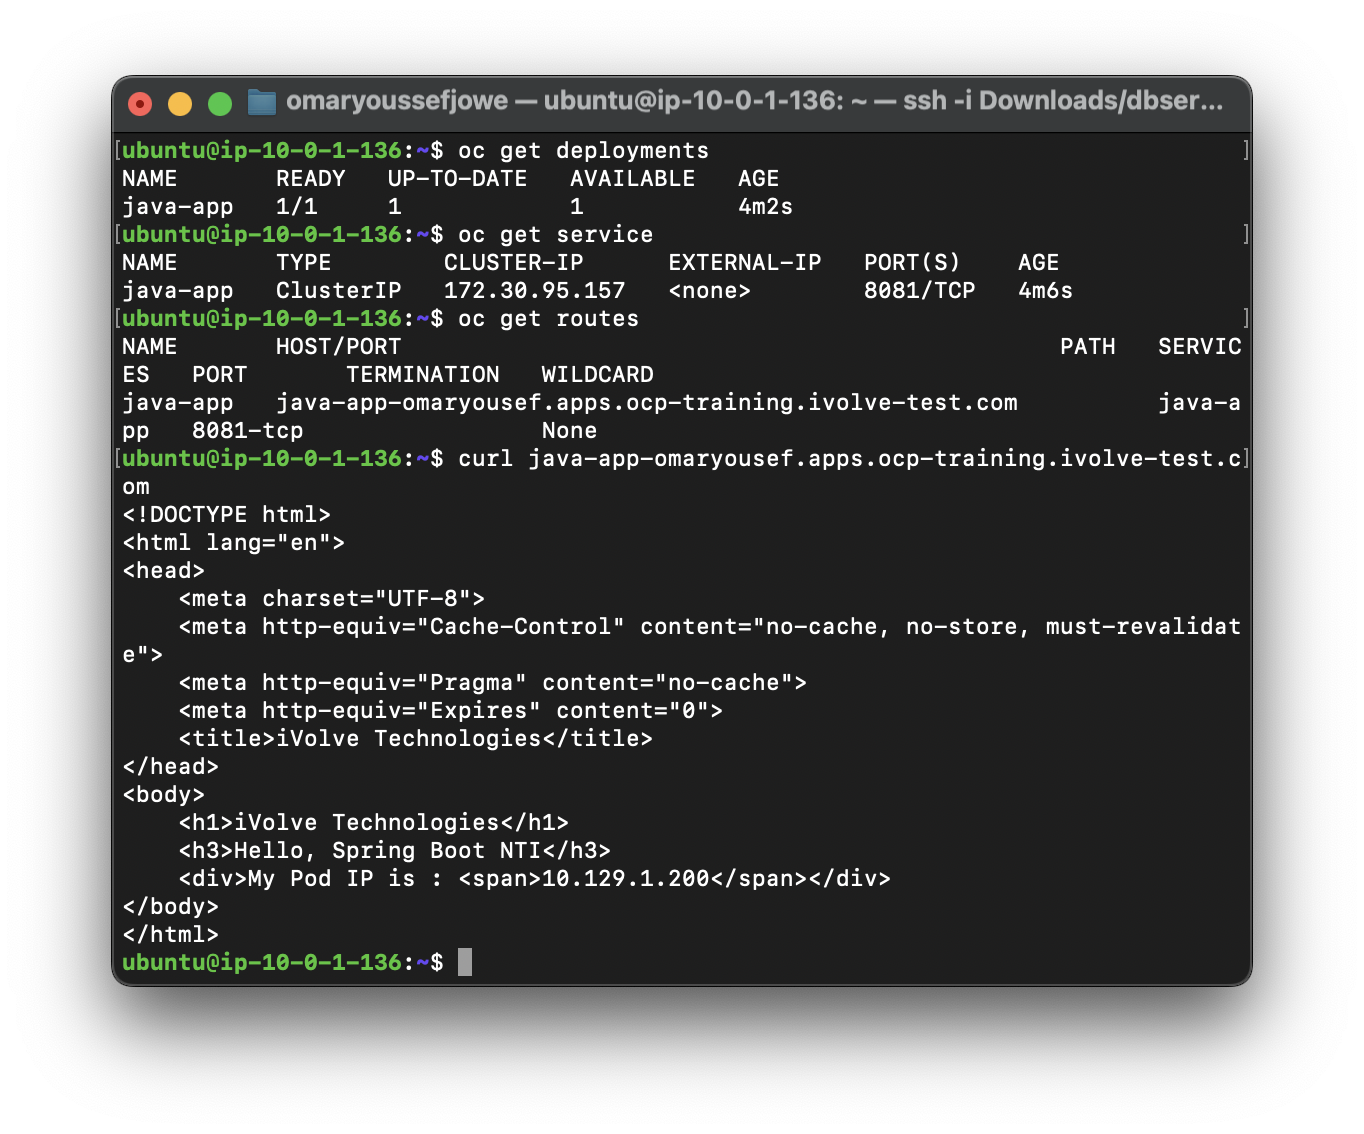 omaryoussefjowe — ubuntu@ip-10-0-1-136: ~ — ssh -i Downloads/dbser...
[ubuntu@ip-10-0-1-136:~$ oc get deployments ]
NAME       READY   UP-TO-DATE   AVAILABLE   AGE
java-app   1/1     1            1           4m2s
[ubuntu@ip-10-0-1-136:~$ oc get service ]
NAME       TYPE        CLUSTER-IP      EXTERNAL-IP   PORT(S)    AGE
java-app   ClusterIP   172.30.95.157   <none>        8081/TCP   4m6s
[ubuntu@ip-10-0-1-136:~$ oc get routes ]
NAME       HOST/PORT                                               PATH   SERVIC
ES   PORT       TERMINATION   WILDCARD
java-app   java-app-omaryousef.apps.ocp-training.ivolve-test.com          java-a
pp   8081-tcp                 None
[ubuntu@ip-10-0-1-136:~$ curl java-app-omaryousef.apps.ocp-training.ivolve-test.c]
om
<!DOCTYPE html>
<html lang="en">
<head>
    <meta charset="UTF-8">
    <meta http-equiv="Cache-Control" content="no-cache, no-store, must-revalidat
e">
    <meta http-equiv="Pragma" content="no-cache">
    <meta http-equiv="Expires" content="0">
    <title>iVolve Technologies</title>
</head>
<body>
    <h1>iVolve Technologies</h1>
    <h3>Hello, Spring Boot NTI</h3>
    <div>My Pod IP is : <span>10.129.1.200</span></div>
</body>
</html>
ubuntu@ip-10-0-1-136:~$